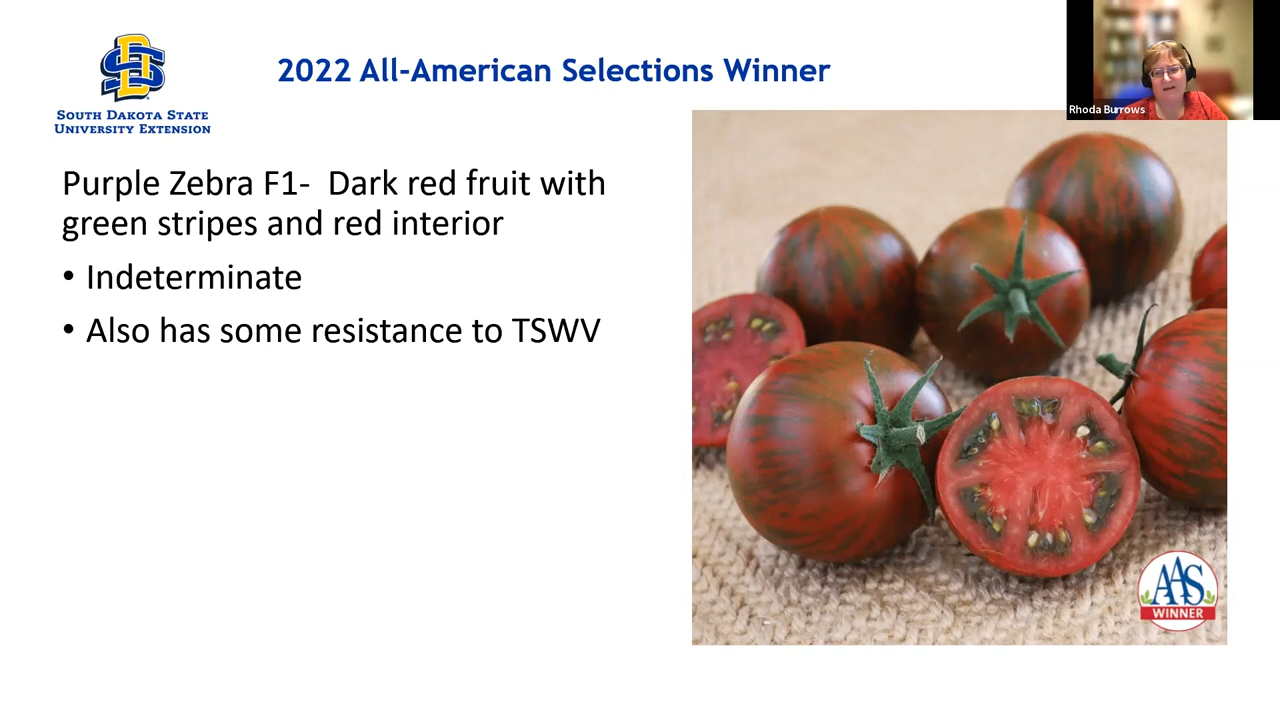 2022 All-American Selections Winner
Rhoda Burrows
SOUTH DAKOTA STATE
UNIVERSITY EXTENSION
Purple Zebra F1-  Dark red fruit with
green stripes and red interior
• Indeterminate
• Also has some resistance to TSWV
AAS
WINNER